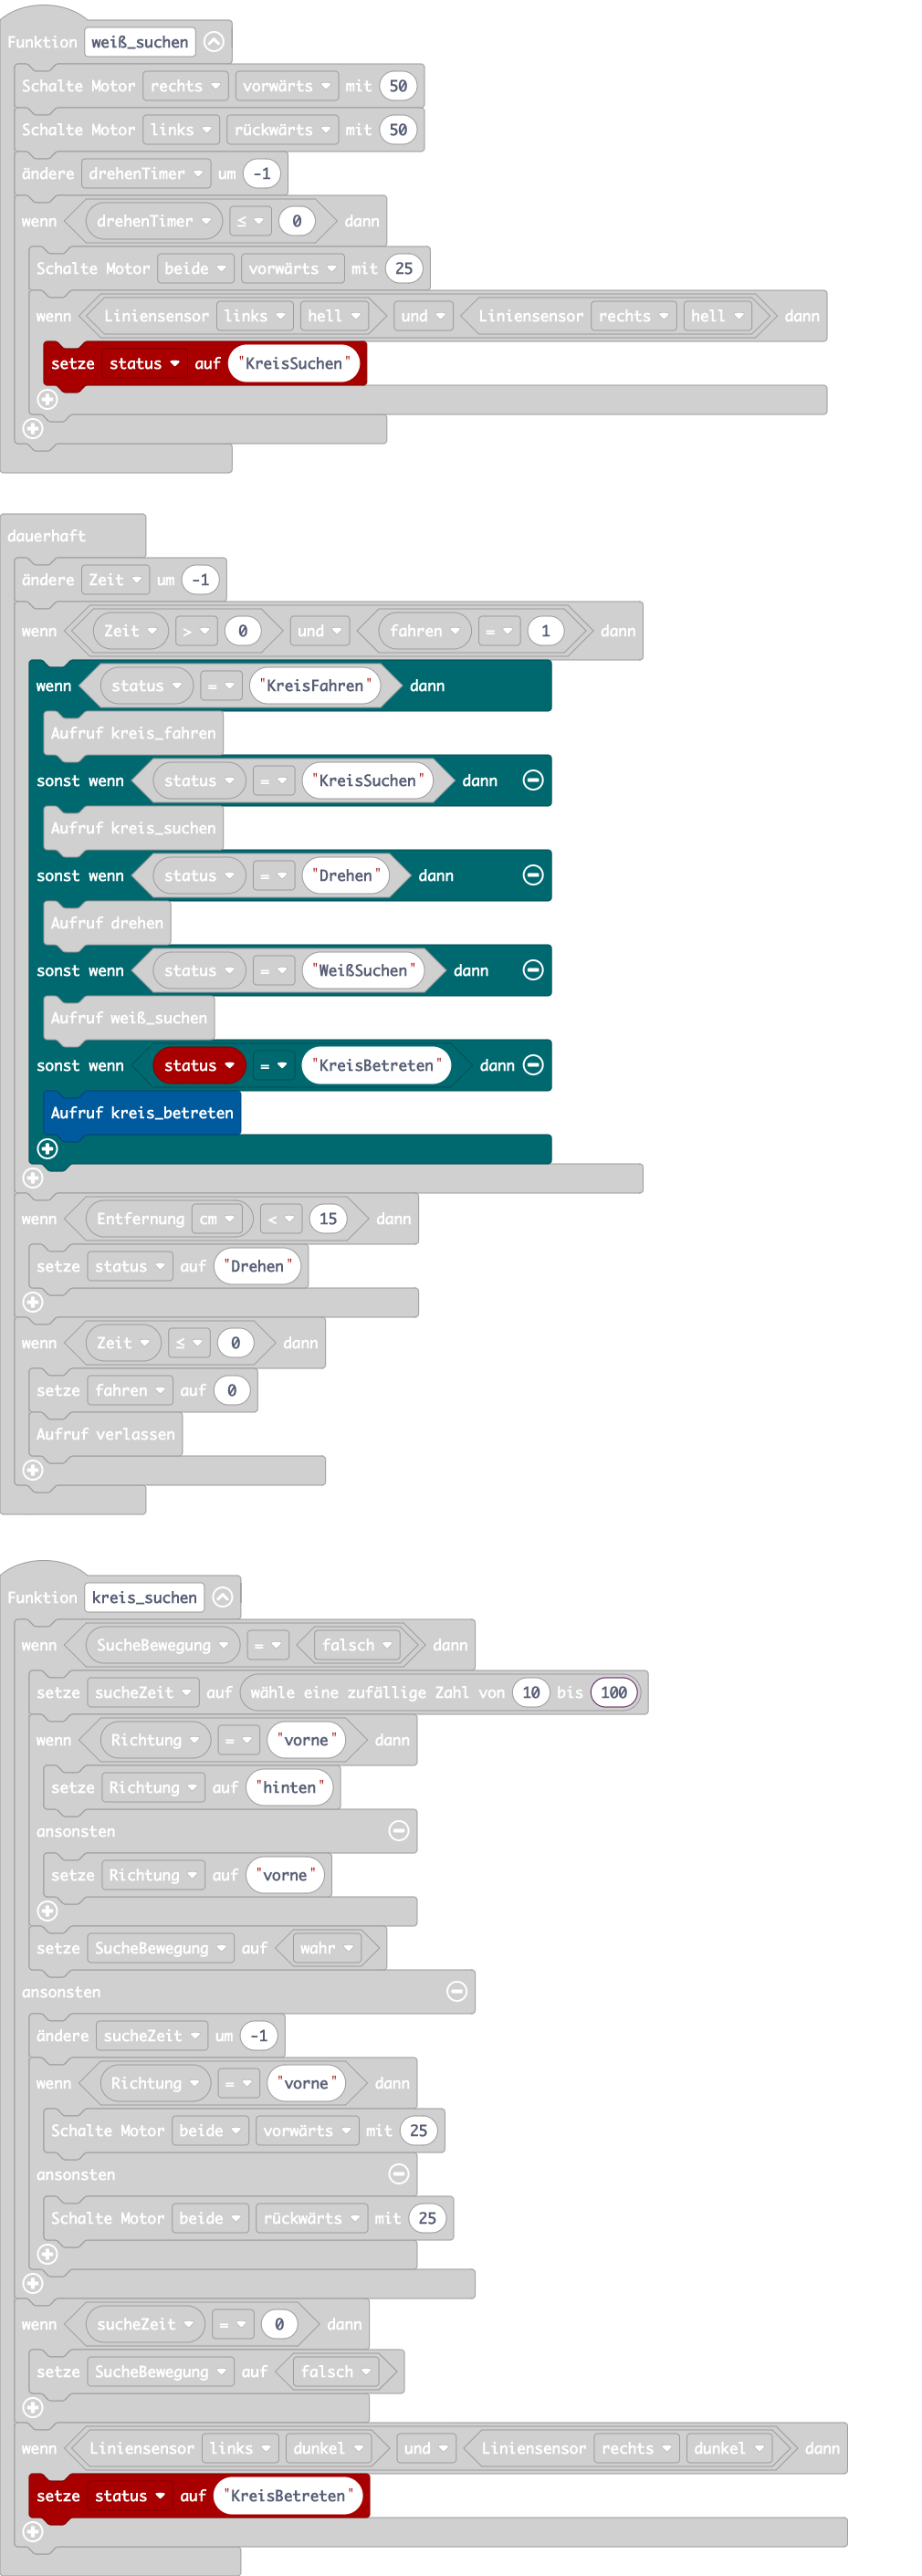 Funktion weiß_suchen
Schalte Motor rechts vorwärts mit 50
Schalte Motor links rückwärts mit 50
ändere drehenTimer um -1
wenn drehenTimer ≤ 0 dann
Schalte Motor beide vorwärts mit 25
wenn Liniensensor links hell und Liniensensor rechts hell dann
setze status auf "KreisSuchen"
dauerhaft
ändere Zeit um -1
wenn Zeit > 0 und fahren = 1 dann
wenn status = "KreisFahren" dann
Aufruf kreis_fahren
sonst wenn status = "KreisSuchen" dann
Aufruf kreis_suchen
sonst wenn status = "Drehen" dann
Aufruf drehen
sonst wenn status = "WeißSuchen" dann
Aufruf weiß_suchen
sonst wenn status = "KreisBetreten" dann
Aufruf kreis_betreten
wenn Entfernung cm < 15 dann
setze status auf "Drehen"
wenn Zeit ≤ 0 dann
setze fahren auf 0
Aufruf verlassen
Funktion kreis_suchen
wenn SucheBewegung = falsch dann
setze sucheZeit auf wähle eine zufällige Zahl von 10 bis 100
wenn Richtung = "vorne" dann
setze Richtung auf "hinten"
ansonsten
setze Richtung auf "vorne"
setze SucheBewegung auf wahr
ansonsten
ändere sucheZeit um -1
wenn Richtung = "vorne" dann
Schalte Motor beide vorwärts mit 25
ansonsten
Schalte Motor beide rückwärts mit 25
wenn sucheZeit = 0 dann
setze SucheBewegung auf falsch
wenn Liniensensor links dunkel und Liniensensor rechts dunkel dann
setze status auf "KreisBetreten"